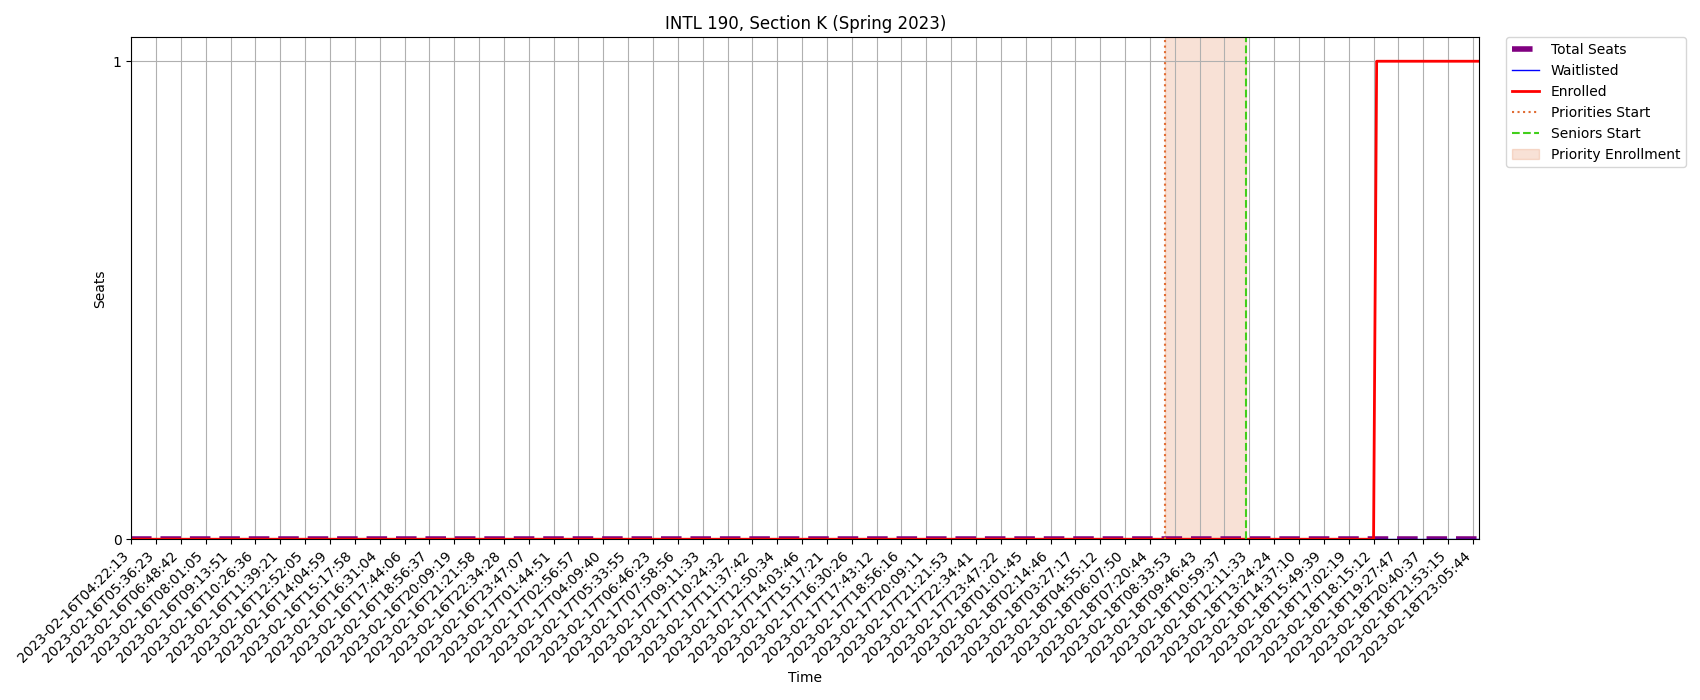 INTL 190, Section K (Spring 2023)
Total Seats
Waitlisted
Enrolled
Priorities Start
Seniors Start
Priority Enrollment
Seats
1
0
2023-02-16T04:22:13
2023-02-16T05:36:23
2023-02-16T06:48:42
2023-02-16T08:01:05
2023-02-16T09:13:51
2023-02-16T10:26:36
2023-02-16T11:39:21
2023-02-16T12:52:05
2023-02-16T14:04:59
2023-02-16T15:17:58
2023-02-16T16:31:04
2023-02-16T17:44:06
2023-02-16T18:56:37
2023-02-16T20:09:19
2023-02-16T21:21:58
2023-02-16T22:34:28
2023-02-16T23:47:07
2023-02-17T01:44:51
2023-02-17T02:56:57
2023-02-17T04:09:40
2023-02-17T05:33:55
2023-02-17T06:46:23
2023-02-17T07:58:56
2023-02-17T09:11:33
2023-02-17T10:24:32
2023-02-17T11:37:42
2023-02-17T12:50:34
2023-02-17T14:03:46
2023-02-17T15:17:21
2023-02-17T16:30:26
2023-02-17T17:43:12
2023-02-17T18:56:16
2023-02-17T20:09:11
2023-02-17T21:21:53
2023-02-17T22:34:41
2023-02-17T23:47:22
2023-02-18T01:01:45
2023-02-18T02:14:46
2023-02-18T03:27:17
2023-02-18T04:55:12
2023-02-18T06:07:50
2023-02-18T07:20:44
2023-02-18T08:33:53
2023-02-18T09:46:43
2023-02-18T10:59:37
2023-02-18T12:11:33
2023-02-18T13:24:24
2023-02-18T14:37:10
2023-02-18T15:49:39
2023-02-18T17:02:19
2023-02-18T18:15:12
2023-02-18T19:27:47
2023-02-18T20:40:37
2023-02-18T21:53:15
2023-02-18T23:05:44
Time